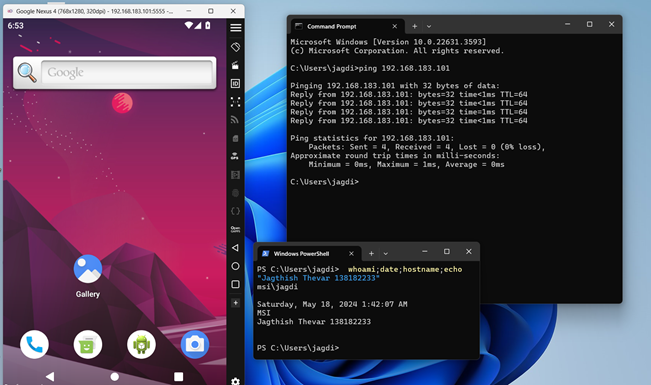 Google Nexus 4 (768x1280, 320dpi) - 192.168.183.101:5555 -...
6:53
Google
GPS
ID
Gallery
Command Prompt
Microsoft Windows [Version 10.0.22631.3593]
(c) Microsoft Corporation. All rights reserved.
C:\Users\jagdi>ping 192.168.183.101
Pinging 192.168.183.101 with 32 bytes of data:
Reply from 192.168.183.101: bytes=32 time<1ms TTL=64
Reply from 192.168.183.101: bytes=32 time<1ms TTL=64
Reply from 192.168.183.101: bytes=32 time<1ms TTL=64
Reply from 192.168.183.101: bytes=32 time<1ms TTL=64
Ping statistics for 192.168.183.101:
Packets: Sent = 4, Received = 4, Lost = 0 (0% loss),
Approximate round trip times in milli-seconds:
Minimum = 0ms, Maximum = 1ms, Average = 0ms
C:\Users\jagdi>
Windows PowerShell
PS C:\Users\jagdi> whoami;date;hostname;echo
"Jagthish Thevar 138182233"
msi\jagdi
Saturday, May 18, 2024 1:42:07 AM
MSI
Jagthish Thevar 138182233
PS C:\Users\jagdi>